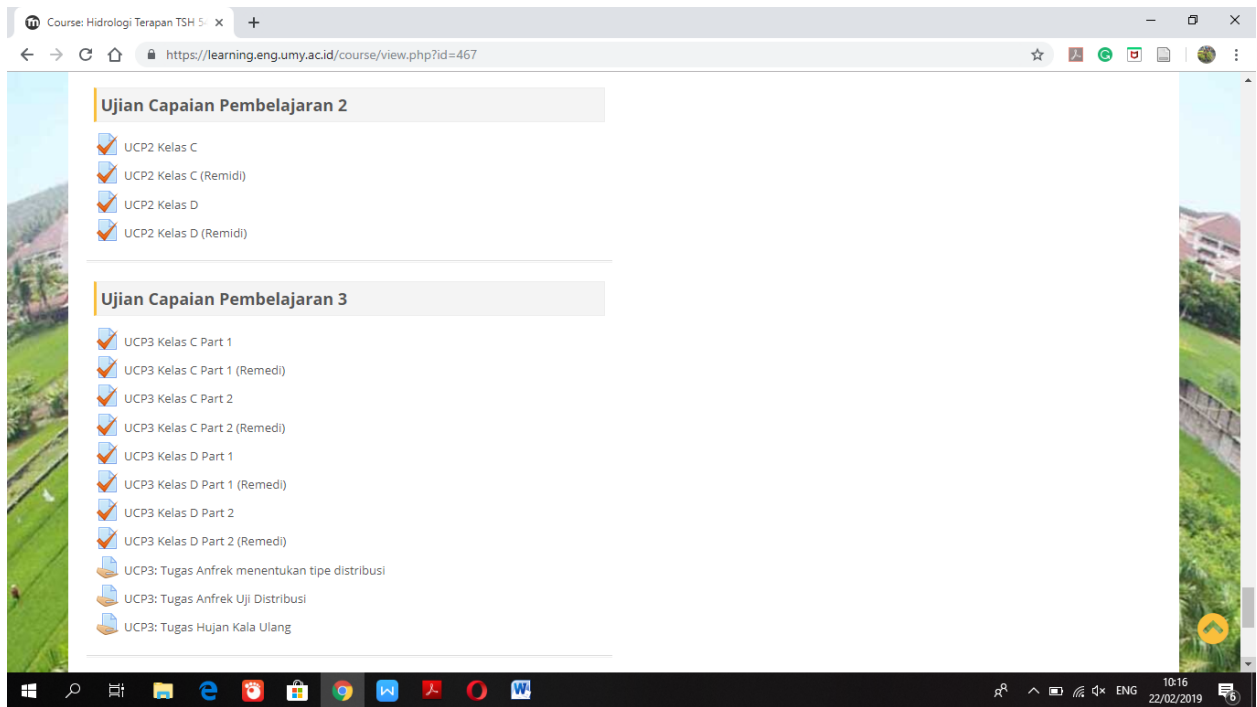 Course: Hidrologi Terapan TSH 5
https://learning.eng.umy.ac.id/course/view.php?id=467
Ujian Capaian Pembelajaran 2
UCP2 Kelas C
UCP2 Kelas C (Remidi)
UCP2 Kelas D
UCP2 Kelas D (Remidi)
Ujian Capaian Pembelajaran 3
UCP3 Kelas C Part 1
UCP3 Kelas C Part 1 (Remedi)
UCP3 Kelas C Part 2
UCP3 Kelas C Part 2 (Remedi)
UCP3 Kelas D Part 1
UCP3 Kelas D Part 1 (Remedi)
UCP3 Kelas D Part 2
UCP3 Kelas D Part 2 (Remedi)
UCP3: Tugas Anfrek menentukan tipe distribusi
UCP3: Tugas Anfrek Uji Distribusi
UCP3: Tugas Hujan Kala Ulang
ENG
10:16
22/02/2019